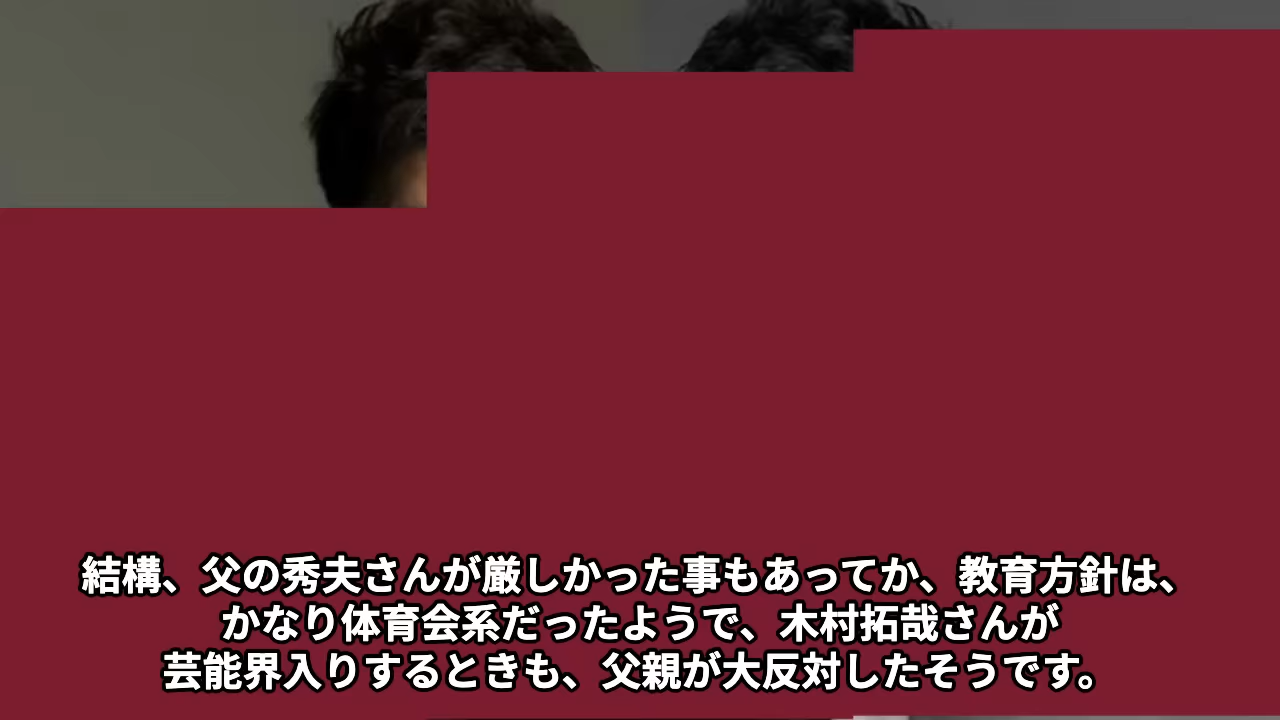 結構、父の秀夫さんが厳しかった事もあってか、教育方針は、
かなり体育会系だったようで、木村拓哉さんが
芸能界入りするときも、父親が大反対したそうです。